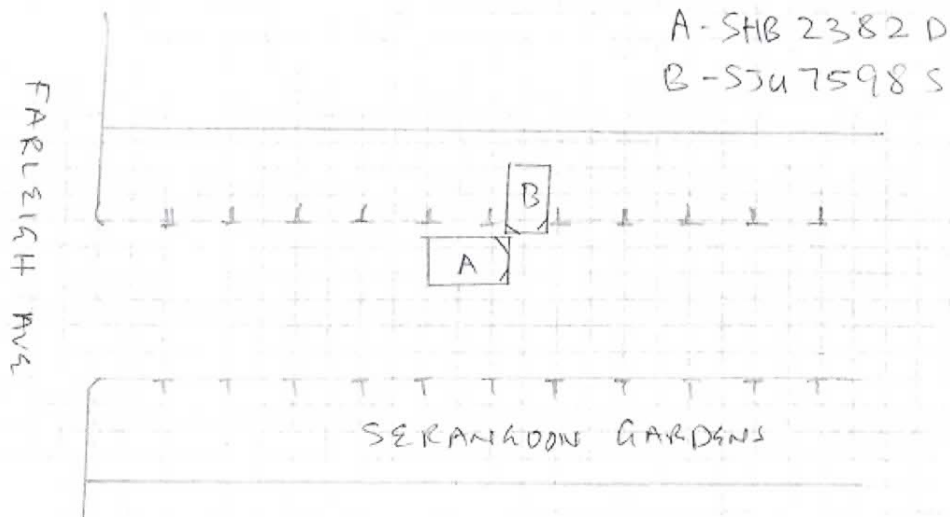 A - SHB 2382 D
B - SJU 7598 S
FARLEIGH AVE
B
A
SERANGOON GARDENS